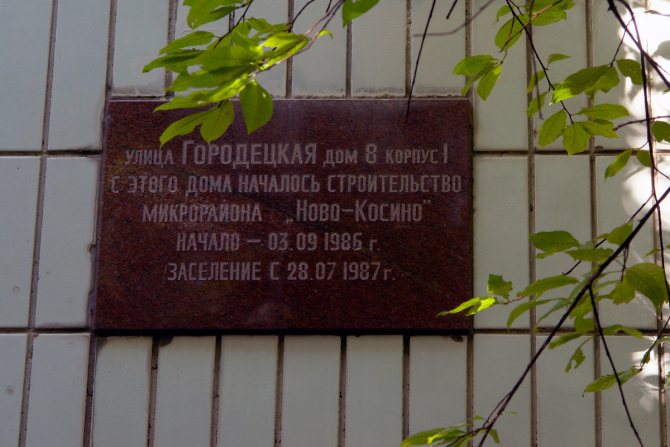 улица Городецкая дом 8 корпус 1
с этого дома началось строительство
микрорайона „Ново-Косино”
начало – 03.09 1986 г.
заселение с 28.07 1987 г.